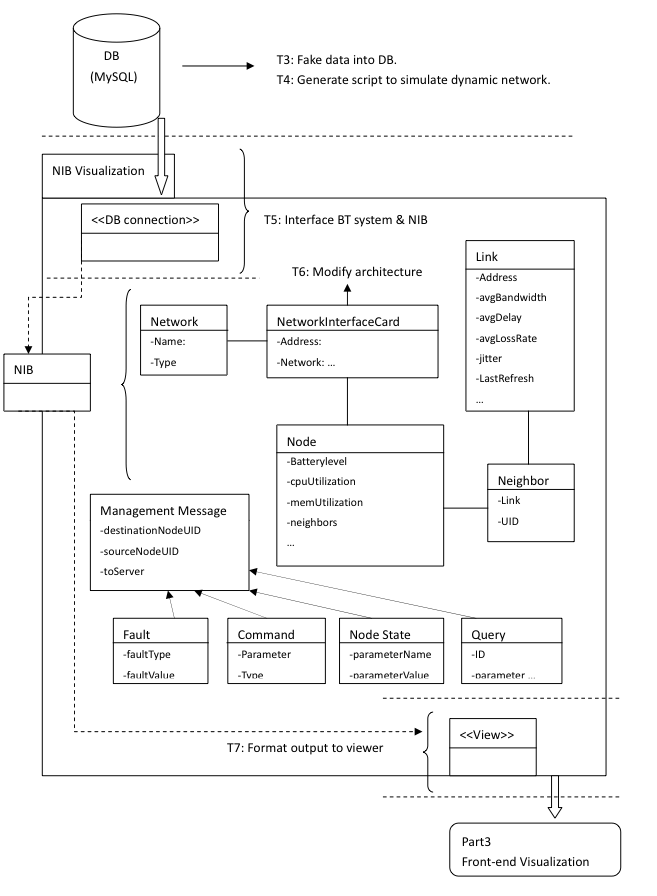 DB
(MySQL)
T3: Fake data into DB.
T4: Generate script to simulate dynamic network.
NIB Visualization
<<DB connection>>
T5: Interface BT system & NIB
T6: Modify architecture
Link
-Address
-avgBandwidth
-avgDelay
-avgLossRate
-jitter
-LastRefresh
...
Network
-Name:
-Type
NetworkInterfaceCard
-Address:
-Network: ...
NIB
Node
-Batterylevel
-cpuUtilization
-memUtilization
-neighbors
...
Neighbor
-Link
-UID
Management Message
-destinationNodeUID
-sourceNodeUID
-toServer
Fault
-faultType
-faultValue
Command
-Parameter
-Type
Node State
-parameterName
-parameterValue
Query
-ID
-parameter ...
<<View>>
T7: Format output to viewer
Part3
Front-end Visualization